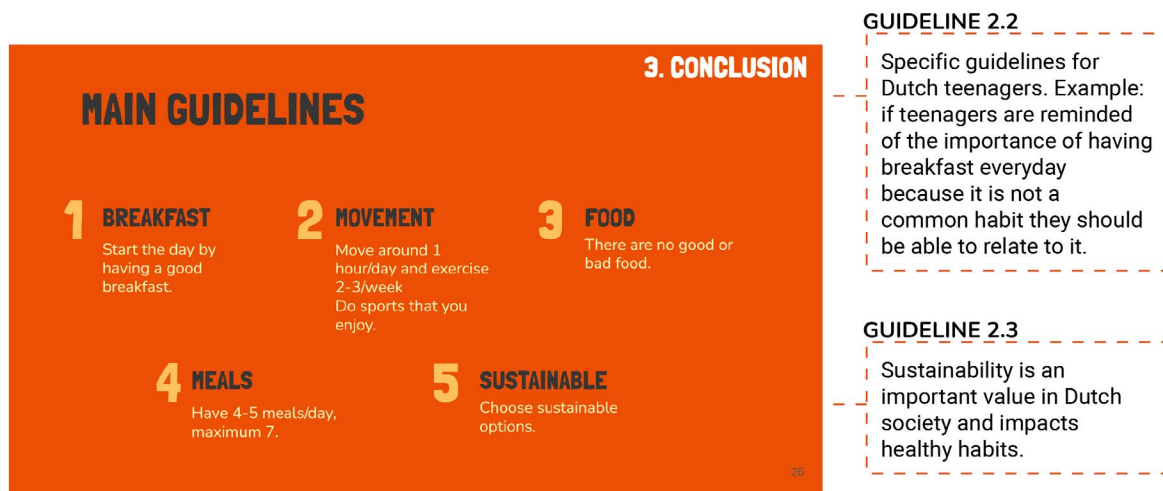 3. CONCLUSION
MAIN GUIDELINES
1 BREAKFAST
Start the day by
having a good
breakfast.
2 MOVEMENT
Move around 1
hour/day and exercise
2-3/week
Do sports that you
enjoy.
3 FOOD
There are no good or
bad food.
4 MEALS
Have 4-5 meals/day,
maximum 7.
5 SUSTAINABLE
Choose sustainable
options.
26
GUIDELINE 2.2
Specific guidelines for
Dutch teenagers. Example:
if teenagers are reminded
of the importance of having
breakfast everyday
because it is not a
common habit they should
be able to relate to it.
GUIDELINE 2.3
Sustainability is an
important value in Dutch
society and impacts
healthy habits.